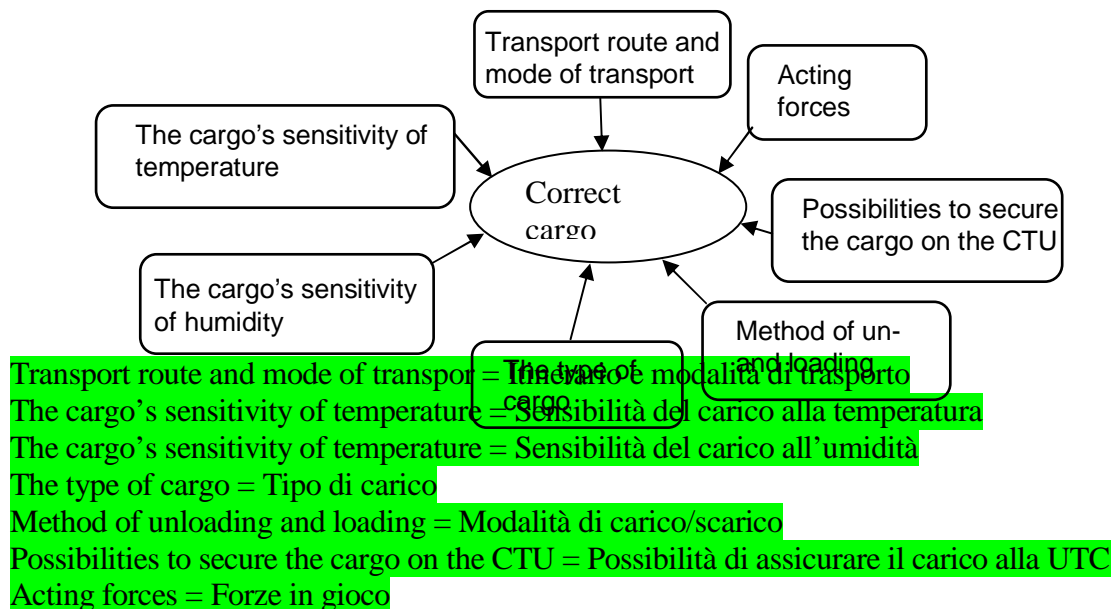 Transport route and
mode of transport
Acting
forces
The cargo's sensitivity of
temperature
Correct
cargo
Possibilities to secure
the cargo on the CTU
The cargo's sensitivity
of humidity
Method of un-
and loading
The type of
cargo
Transport route and mode of transpor = Itinerario e modalità di trasporto
The cargo's sensitivity of temperature = Sensibilità del carico alla temperatura
The cargo's sensitivity of temperature = Sensibilità del carico all'umidità
The type of cargo = Tipo di carico
Method of unloading and loading = Modalità di carico/scarico
Possibilities to secure the cargo on the CTU = Possibilità di assicurare il carico alla UTC
Acting forces = Forze in gioco